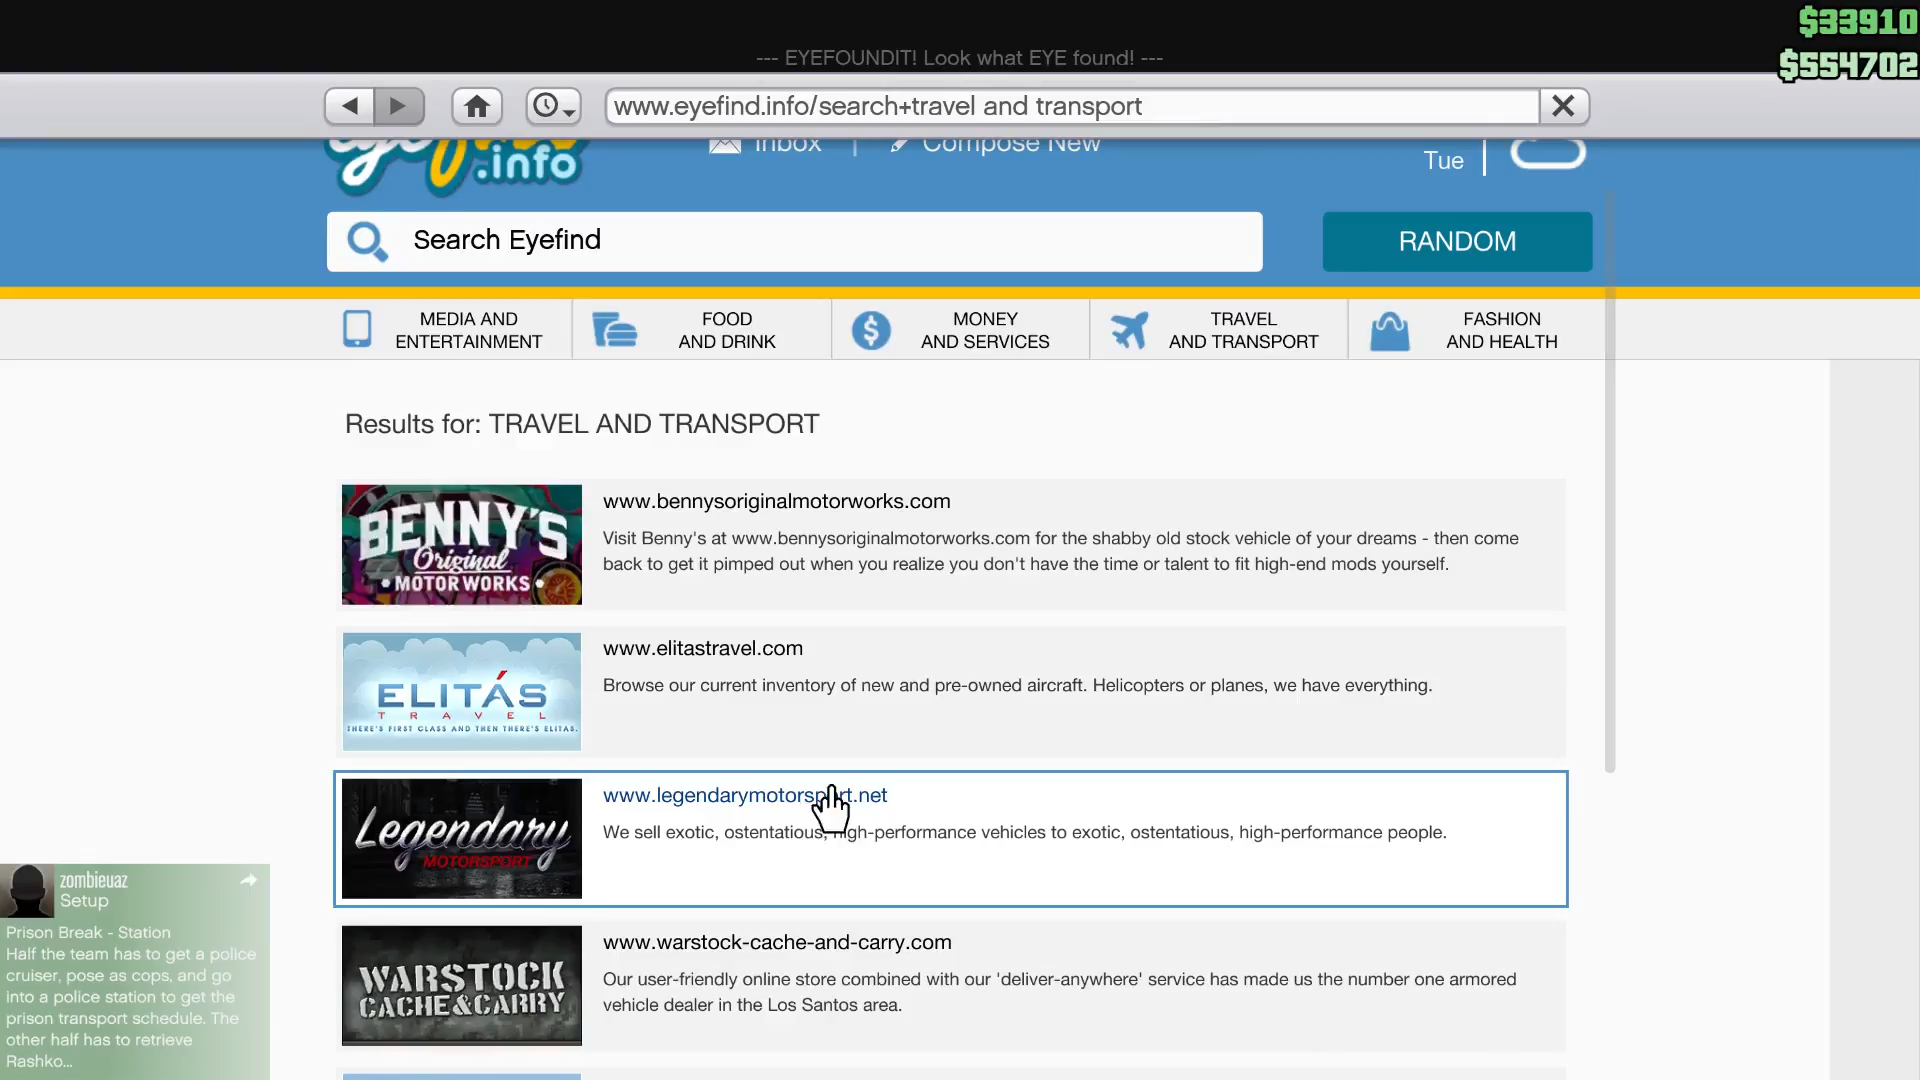 $33910
--- EYEFOUNDIT! Look what EYE found! ---
$554702
www.eyefind.info/search+travel and transport
.info
Inbox | Compose New
Tue
Search Eyefind
RANDOM
MEDIA AND
ENTERTAINMENT
FOOD
AND DRINK
MONEY
AND SERVICES
TRAVEL
AND TRANSPORT
FASHION
AND HEALTH
Results for: TRAVEL AND TRANSPORT
BENNY'S
Original
MOTOR WORKS
www.bennysoriginalmotorworks.com
Visit Benny's at www.bennysoriginalmotorworks.com for the shabby old stock vehicle of your dreams - then come
back to get it pimped out when you realize you don't have the time or talent to fit high-end mods yourself.
ELITÁS
TRAVEL
THERE'S FIRST CLASS AND THEN THERE'S ELITAS.
www.elitastravel.com
Browse our current inventory of new and pre-owned aircraft. Helicopters or planes, we have everything.
Legendary
MOTORSPORT
www.legendarymotorsport.net
We sell exotic, ostentatious, high-performance vehicles to exotic, ostentatious, high-performance people.
WARSTOCK
CACHE&CARRY
www.warstock-cache-and-carry.com
Our user-friendly online store combined with our 'deliver-anywhere' service has made us the number one armored
vehicle dealer in the Los Santos area.
zombieuaz
Setup
Prison Break - Station
Half the team has to get a police
cruiser, pose as cops, and go
into a police station to get the
prison transport schedule. The
other half has to retrieve
Rashko...